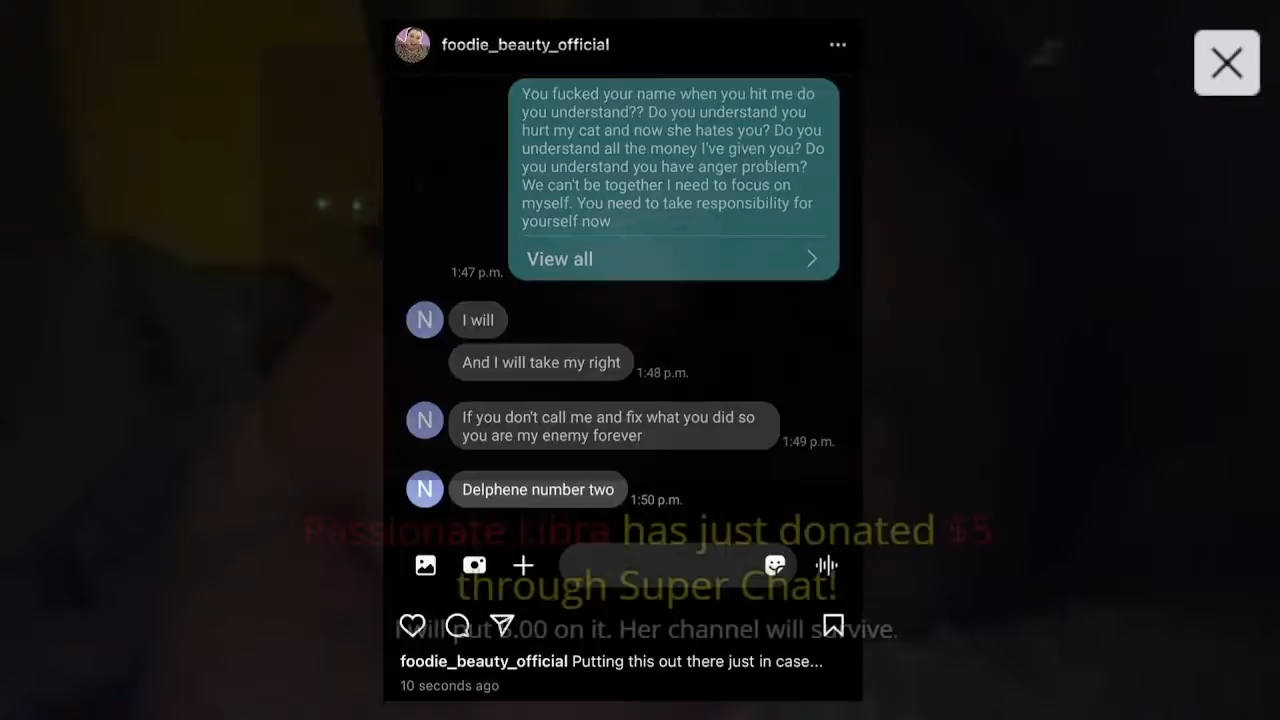 foodie_beauty_official
You fucked your name when you hit me do
you understand?? Do you understand you
hurt my cat and now she hates you? Do you
understand all the money I've given you? Do
you understand you have anger problem?
We can't be together I need to focus on
myself. You need to take responsibility for
yourself now
View all
1:47 p.m.
N
I will
And I will take my right
1:48 p.m.
N
If you don't call me and fix what you did so
you are my enemy forever
1:49 p.m.
N
Delphene number two
1:50 p.m.
Passionate Libra has just donated $5
through Super Chat!
I will put 5.00 on it. Her channel will survive.
foodie_beauty_official Putting this out there just in case...
10 seconds ago